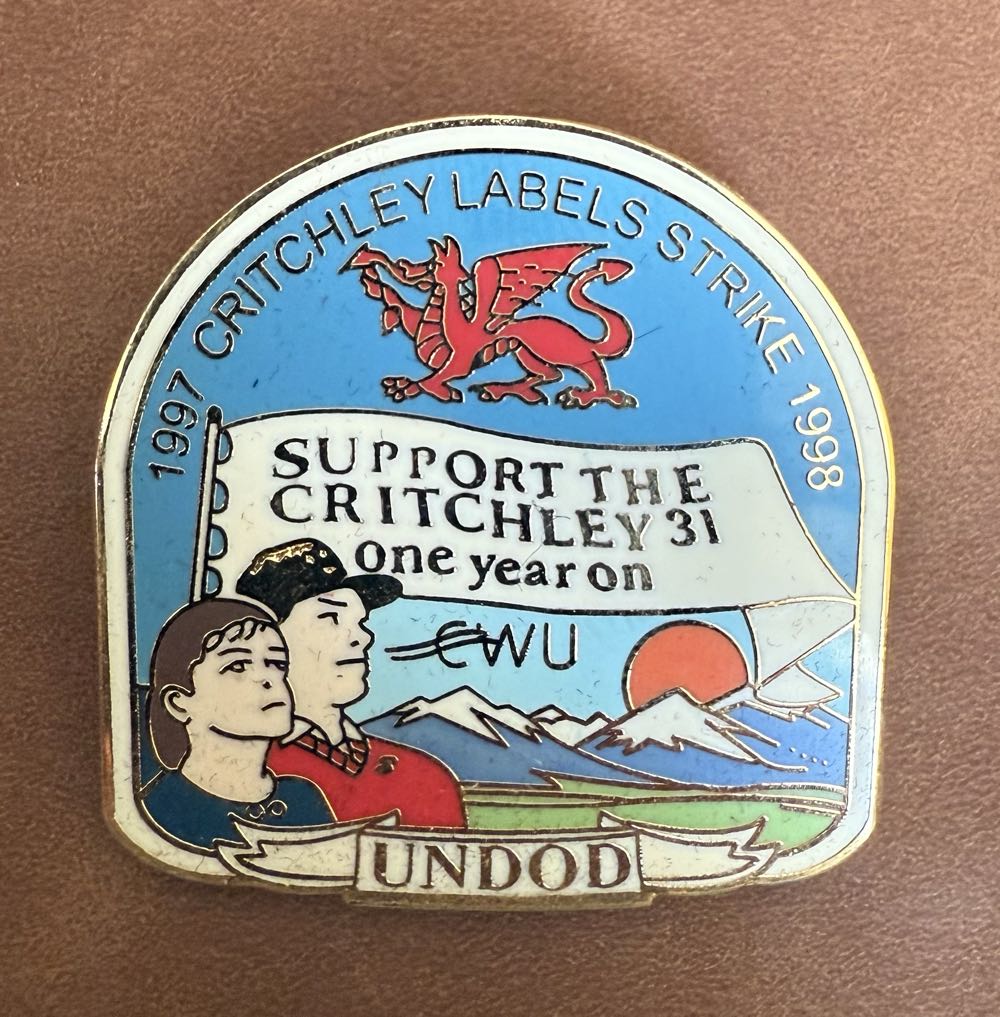 1997 CRITCHLEY LABELS STRIKE 1998
SUPPORT THE
CRITCHLEY 31
one year on
CWU
UNDOD